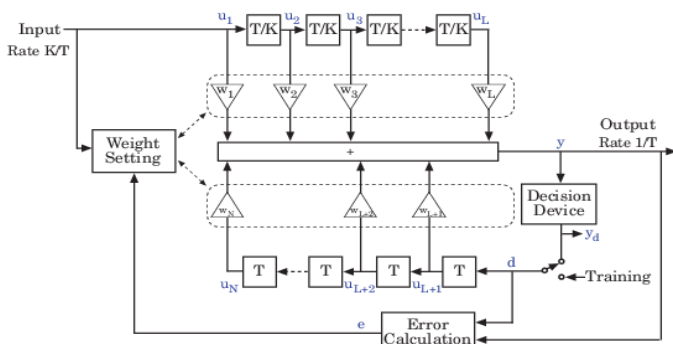 u1 u2 u3 uL
Input
Rate K/T
T/K T/K T/K T/K
w1 w2 w3 wL
Weight
Setting
+
y
Output
Rate 1/T
Decision
Device
yd
wN wL+2 wL+1
T T T T
d
Training
uN uL+2 uL+1
e
Error
Calculation